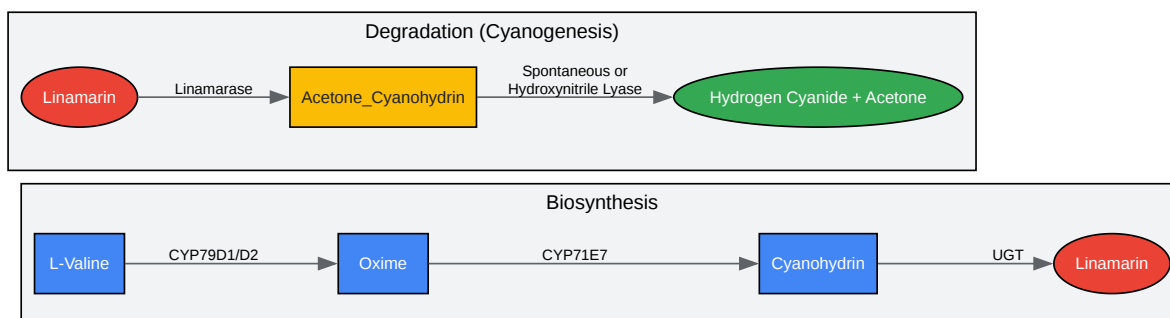 Degradation (Cyanogenesis)
Linamarin
Linamarase
Acetone_Cyanohydrin
Spontaneous or
Hydroxynitrile Lyase
Hydrogen Cyanide + Acetone
Biosynthesis
L-Valine
CYP79D1/D2
Oxime
CYP71E7
Cyanohydrin
UGT
Linamarin